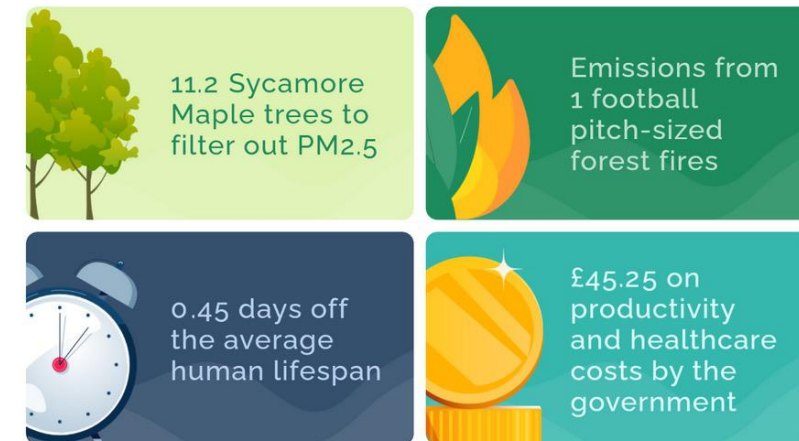 11.2 Sycamore
Maple trees to
filter out PM2.5
Emissions from
1 football
pitch-sized
forest fires
0.45 days off
the average
human lifespan
£45.25 on
productivity
and healthcare
costs by the
government